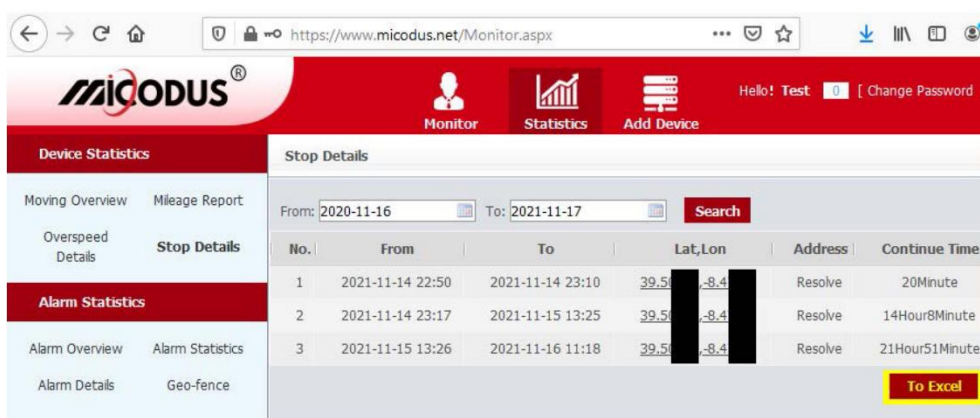 https://www.micodus.net/Monitor.aspx
MiCODUS®
Monitor Statistics Add Device
Hello! Test 0 [ Change Password
Device Statistics
Moving Overview Mileage Report
Overspeed Details Stop Details
Alarm Statistics
Alarm Overview Alarm Statistics
Alarm Details Geo-fence
Stop Details
From: 2020-11-16 To: 2021-11-17 Search
No. From To Lat,Lon Address Continue Time
1 2021-11-14 22:50 2021-11-14 23:10 39.50 ,-8.4 Resolve 20Minute
2 2021-11-14 23:17 2021-11-15 13:25 39.50 ,-8.4 Resolve 14Hour8Minute
3 2021-11-15 13:26 2021-11-16 11:18 39.50 ,-8.4 Resolve 21Hour51Minute
To Excel